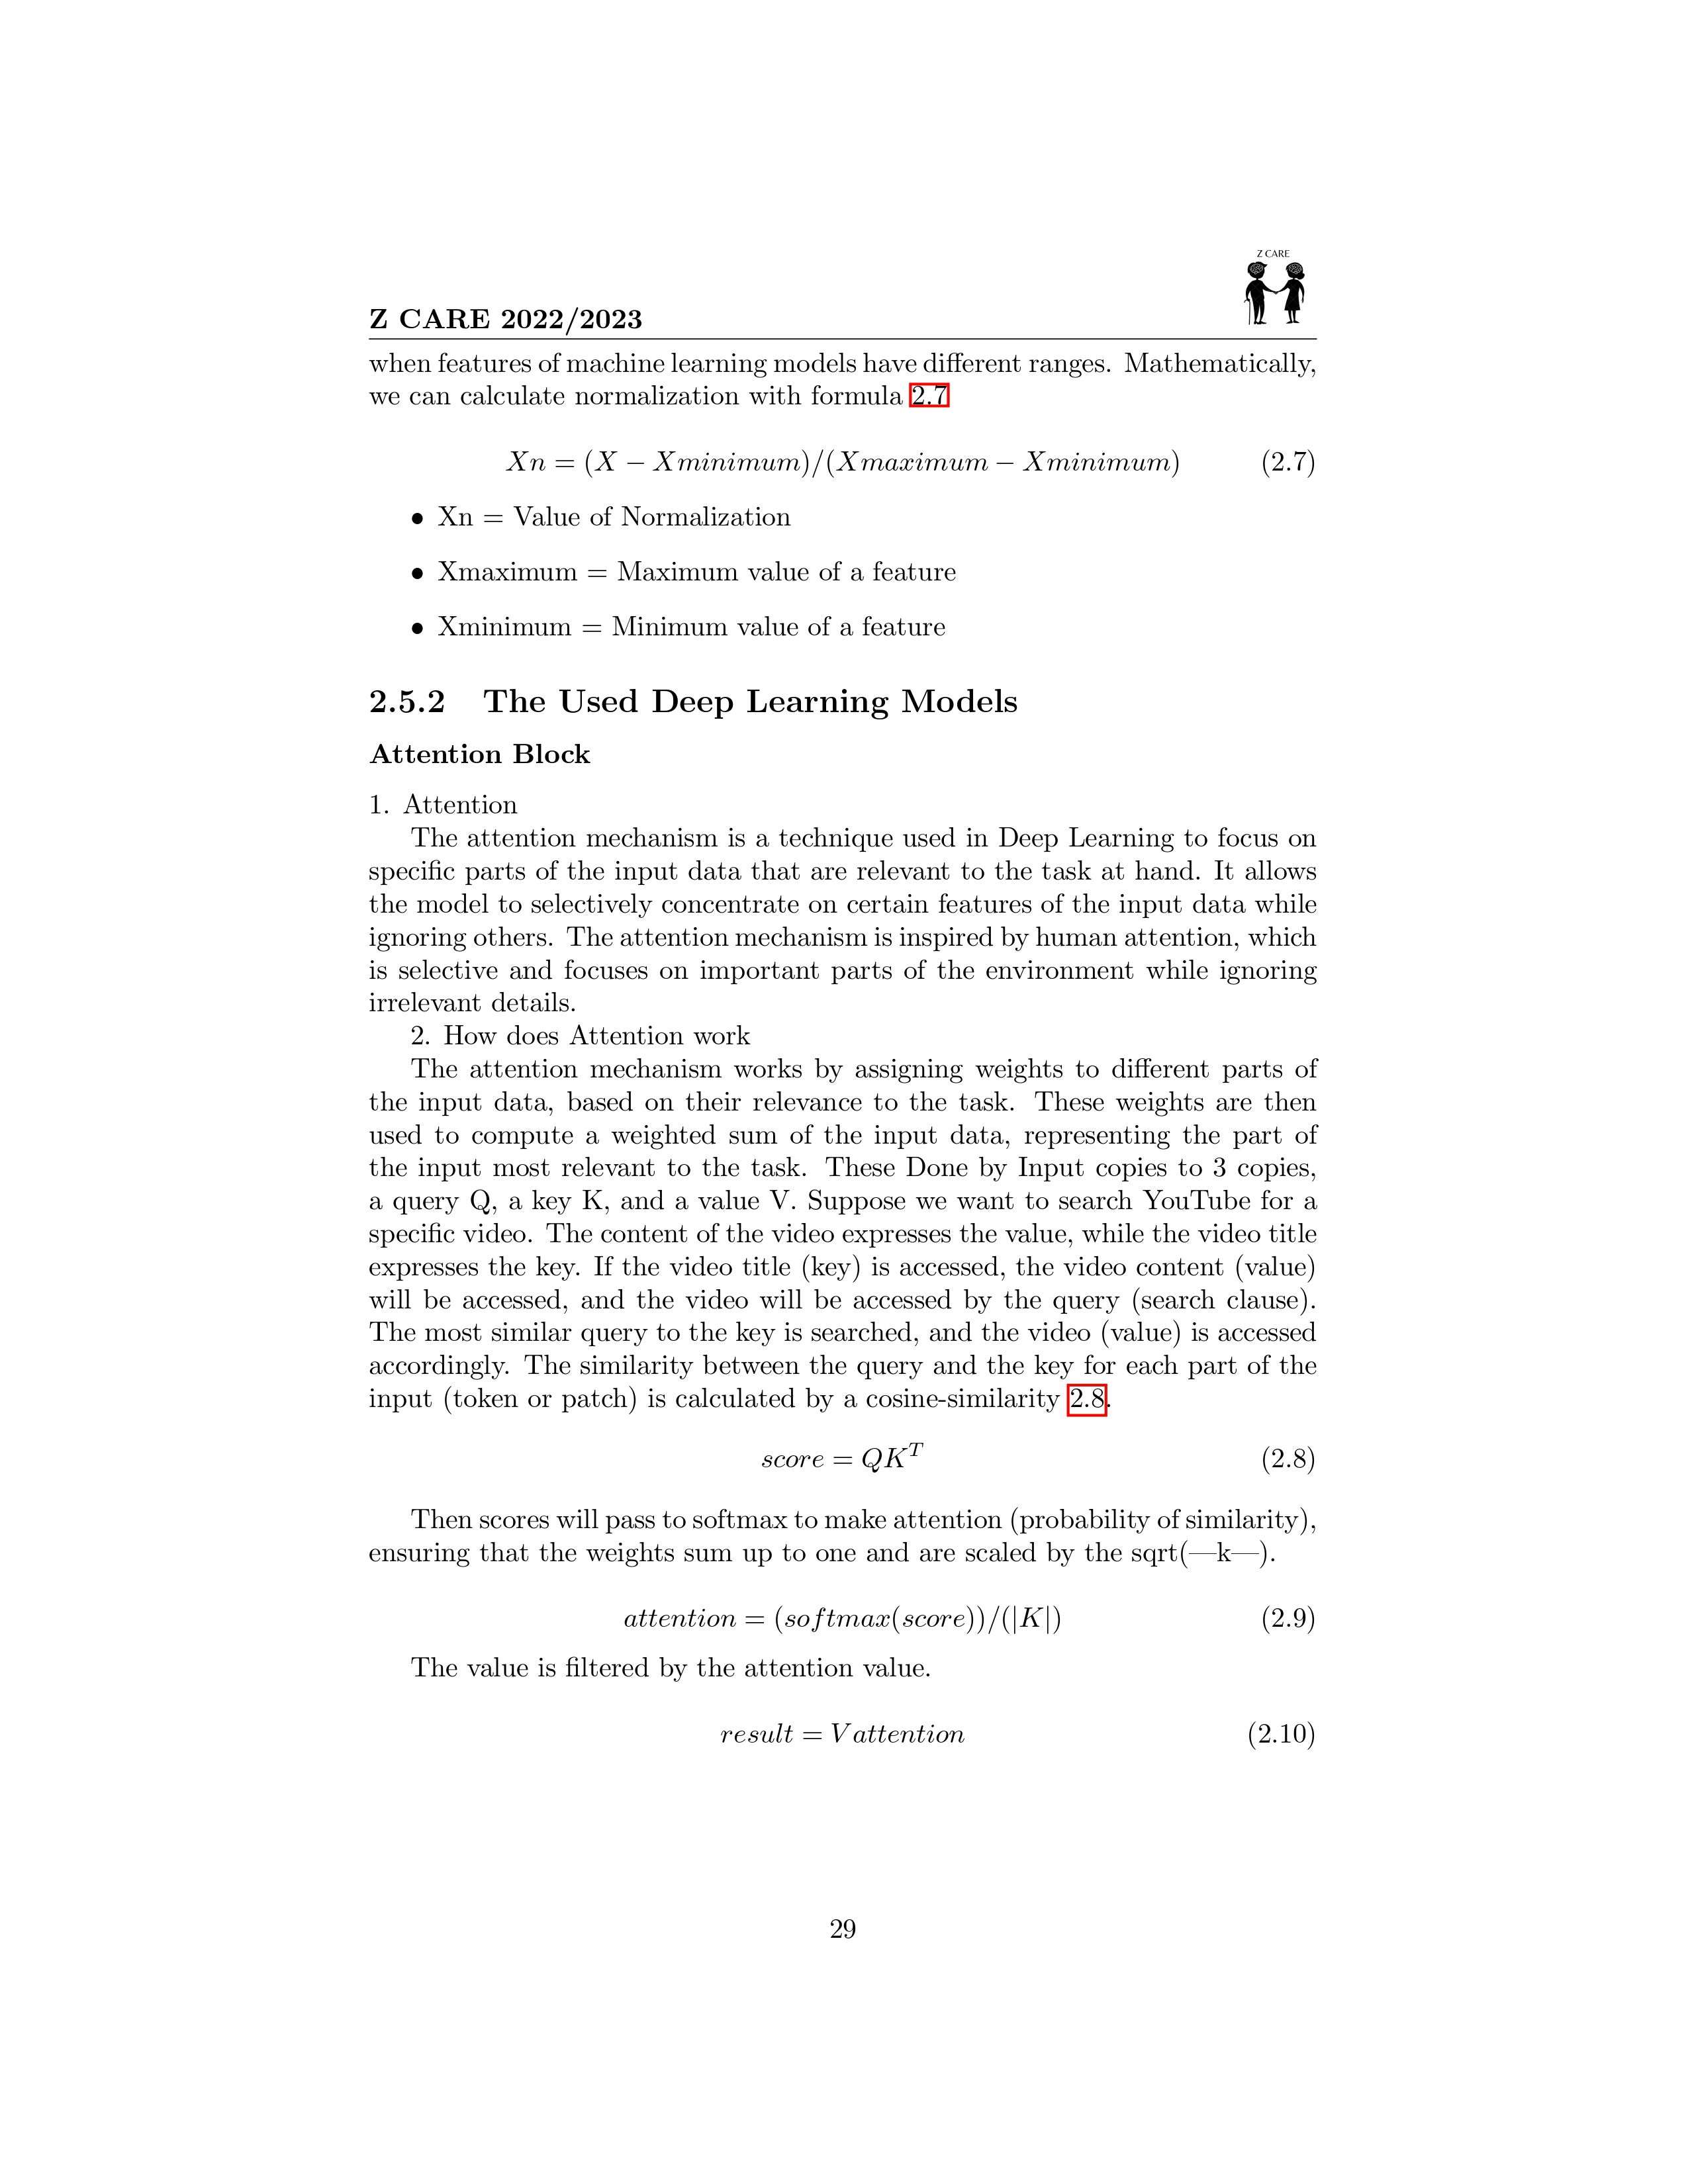 Z CARE
Z CARE 2022/2023
when features of machine learning models have different ranges. Mathematically,
we can calculate normalization with formula 2.7
Xn = (X − Xminimum)/(Xmaximum − Xminimum) (2.7)
• Xn = Value of Normalization
• Xmaximum = Maximum value of a feature
• Xminimum = Minimum value of a feature
2.5.2 The Used Deep Learning Models
Attention Block
1. Attention
The attention mechanism is a technique used in Deep Learning to focus on
specific parts of the input data that are relevant to the task at hand. It allows
the model to selectively concentrate on certain features of the input data while
ignoring others. The attention mechanism is inspired by human attention, which
is selective and focuses on important parts of the environment while ignoring
irrelevant details.
2. How does Attention work
The attention mechanism works by assigning weights to different parts of
the input data, based on their relevance to the task. These weights are then
used to compute a weighted sum of the input data, representing the part of
the input most relevant to the task. These Done by Input copies to 3 copies,
a query Q, a key K, and a value V. Suppose we want to search YouTube for a
specific video. The content of the video expresses the value, while the video title
expresses the key. If the video title (key) is accessed, the video content (value)
will be accessed, and the video will be accessed by the query (search clause).
The most similar query to the key is searched, and the video (value) is accessed
accordingly. The similarity between the query and the key for each part of the
input (token or patch) is calculated by a cosine-similarity 2.8.
score = QK^T (2.8)
Then scores will pass to softmax to make attention (probability of similarity),
ensuring that the weights sum up to one and are scaled by the sqrt(—k—).
attention = (softmax(score))/(|K|) (2.9)
The value is filtered by the attention value.
result = Vattention (2.10)
29